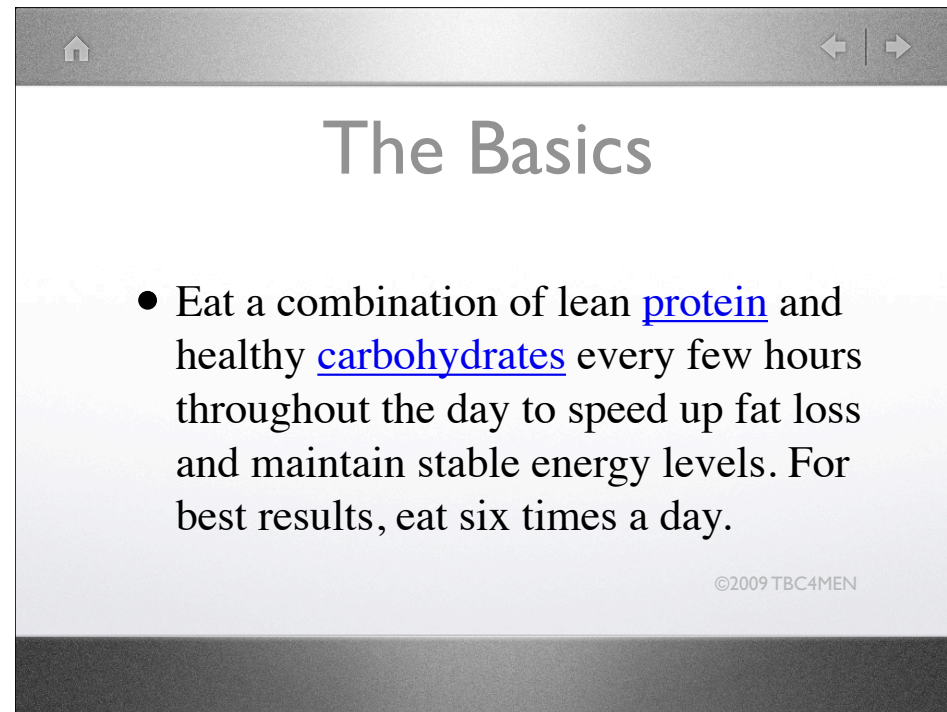 The Basics
• Eat a combination of lean protein and
healthy carbohydrates every few hours
throughout the day to speed up fat loss
and maintain stable energy levels. For
best results, eat six times a day.
©2009 TBC4MEN